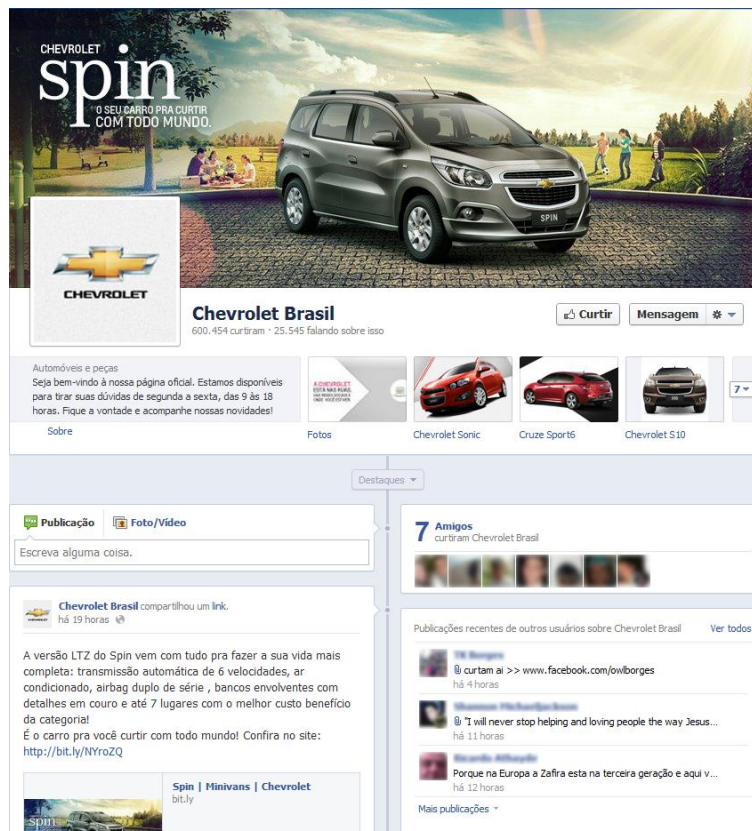 CHEVROLET
spin
O SEU CARRO PRA CURTIR
COM TODO MUNDO.
SPIN
CHEVROLET
Chevrolet Brasil
600.454 curtiram · 25.545 falando sobre isso
Curtir
Mensagem
Automóveis e peças
Seja bem-vindo à nossa página oficial. Estamos disponíveis
para tirar suas dúvidas de segunda a sexta, das 9 às 18
horas. Fique a vontade e acompanhe nossas novidades!
Sobre
A CHEVROLET
ESTÁ NAS RUAS,
ONDE VOCÊ ESTIVER.
7
Fotos
Chevrolet Sonic
Cruze Sport6
Chevrolet S10
Destaques
Publicação
Foto/Vídeo
Escreva alguma coisa.
Chevrolet Brasil compartilhou um link.
há 19 horas
A versão LTZ do Spin vem com tudo pra fazer a sua vida mais
completa: transmissão automática de 6 velocidades, ar
condicionado, airbag duplo de série , bancos envolventes com
detalhes em couro e até 7 lugares com o melhor custo benefício
da categoria!
É o carro pra você curtir com todo mundo! Confira no site:
http://bit.ly/NYroZQ
spin
Spin | Minivans | Chevrolet
bit.ly
7 Amigos
curtiram Chevrolet Brasil
Publicações recentes de outros usuários sobre Chevrolet Brasil
Ver todos
curtam ai >> www.facebook.com/owlborges
há 4 horas
"I will never stop helping and loving people the way Jesus...
há 11 horas
Porque na Europa a Zafira esta na terceira geração e aqui v...
há 12 horas
Mais publicações